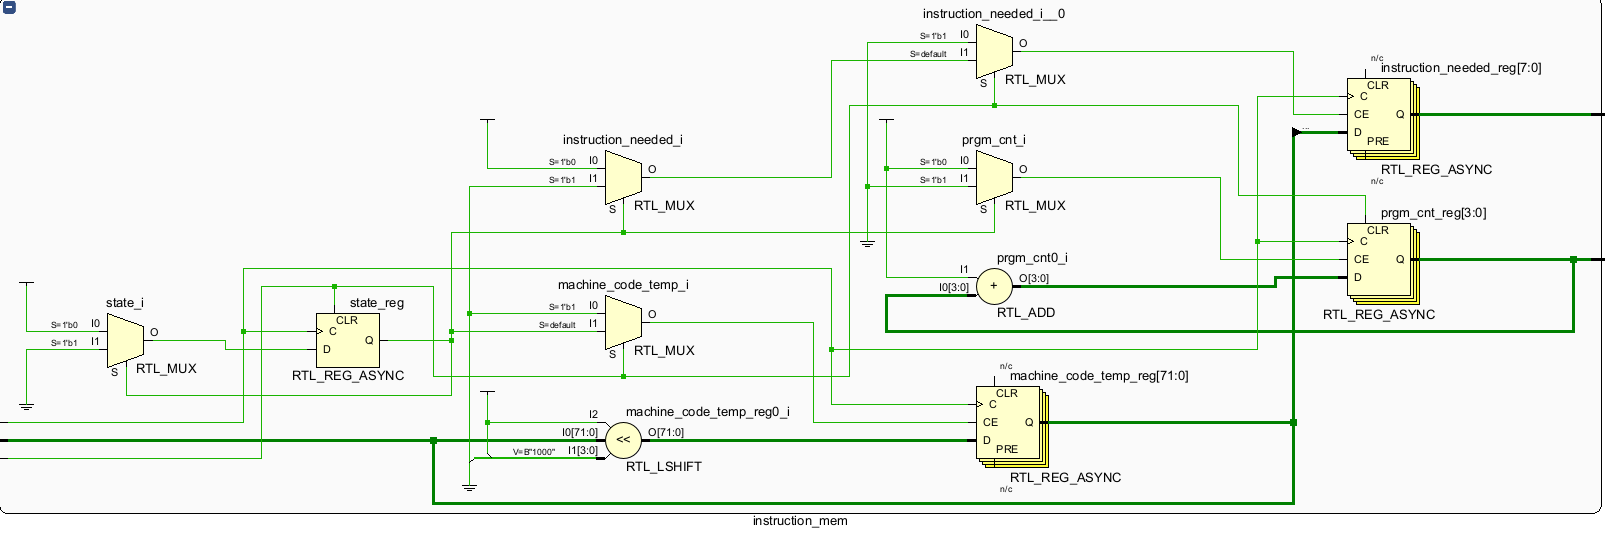 instruction_needed_i__0
S=1'b1 I0
S=default I1
O
S
RTL_MUX
n/c
instruction_needed_reg[7:0]
CLR
C
CE
Q
D
...
PRE
RTL_REG_ASYNC
n/c
instruction_needed_i
S=1'b0 I0
S=1'b1 I1
O
S
RTL_MUX
prgm_cnt_i
S=1'b0 I0
S=1'b1 I1
O
S
RTL_MUX
prgm_cnt_reg[3:0]
CLR
C
CE
Q
D
RTL_REG_ASYNC
prgm_cnt0_i
I1
I0[3:0]
+
O[3:0]
RTL_ADD
state_i
S=1'b0 I0
S=1'b1 I1
O
S
RTL_MUX
state_reg
CLR
C
Q
D
RTL_REG_ASYNC
machine_code_temp_i
S=1'b1 I0
S=default I1
O
S
RTL_MUX
machine_code_temp_reg0_i
I2
I0[71:0]
V=B"1000" I1[3:0]
<<
O[71:0]
RTL_LSHIFT
n/c
machine_code_temp_reg[71:0]
CLR
C
CE
Q
D
PRE
RTL_REG_ASYNC
n/c
instruction_mem